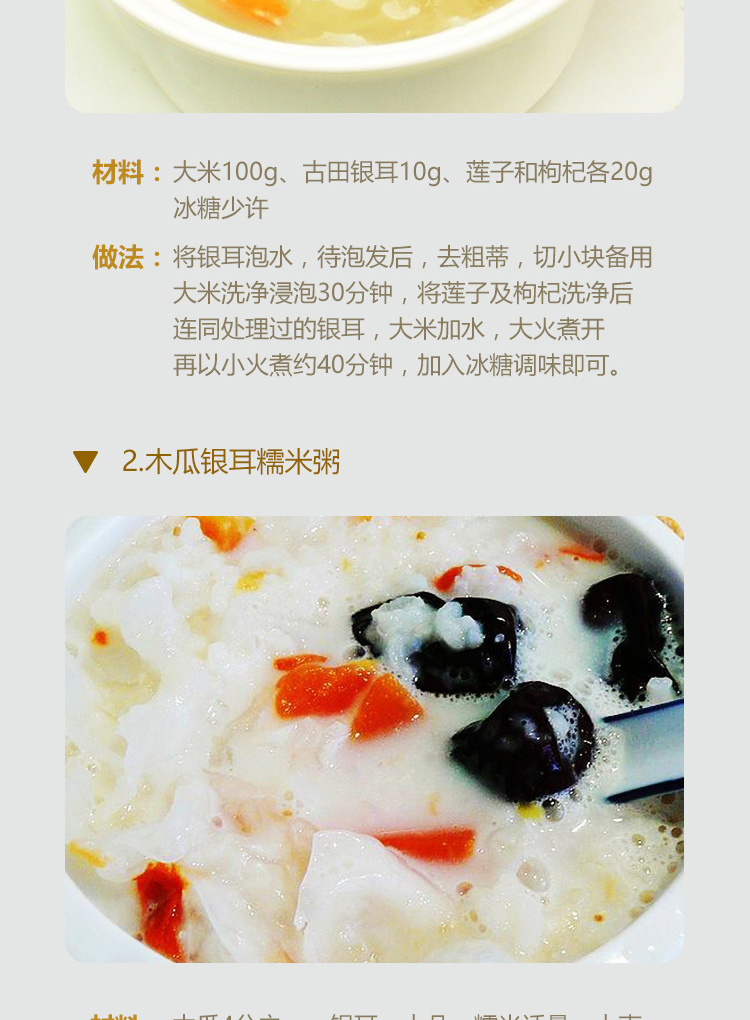 材料：大米100g、古田银耳10g、莲子和枸杞各20g
冰糖少许
做法：将银耳泡水，待泡发后，去粗蒂，切小块备用
大米洗净浸泡30分钟，将莲子及枸杞洗净后
连同处理过的银耳，大米加水，大火煮开
再以小火煮约40分钟，加入冰糖调味即可。
▼ 2.木瓜银耳糯米粥